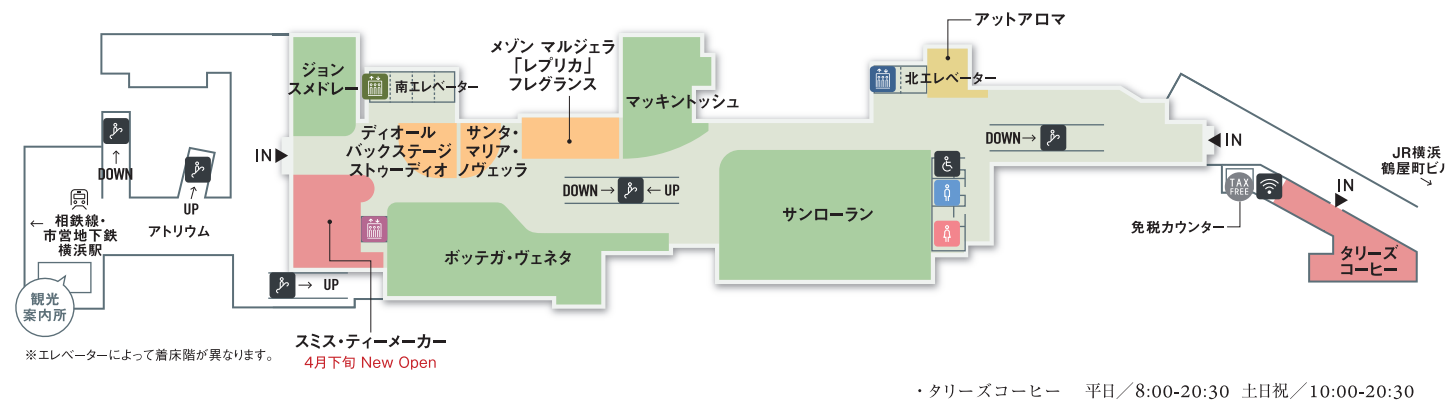 アットアロマ
メゾン マルジェラ
「レプリカ」
フレグランス
ジョン
スメドレー
南エレベーター
マッキントッシュ
北エレベーター
ディオール
バックステージ
ストゥーディオ
サンタ・
マリア・
ノヴェッラ
IN
DOWN→
IN
JR横浜
鶴屋町ビル
→
↑
DOWN
↑
UP
DOWN→ ←UP
TAX
FREE
IN
免税カウンター
←
相鉄線・
市営地下鉄
横浜駅
アトリウム
サンローラン
ボッテガ・ヴェネタ
タリーズ
コーヒー
→ UP
観光
案内所
スミス・ティーメーカー
4月下旬 New Open
※エレベーターによって着床階が異なります。
・タリーズコーヒー 平日／8:00-20:30 土日祝／10:00-20:30